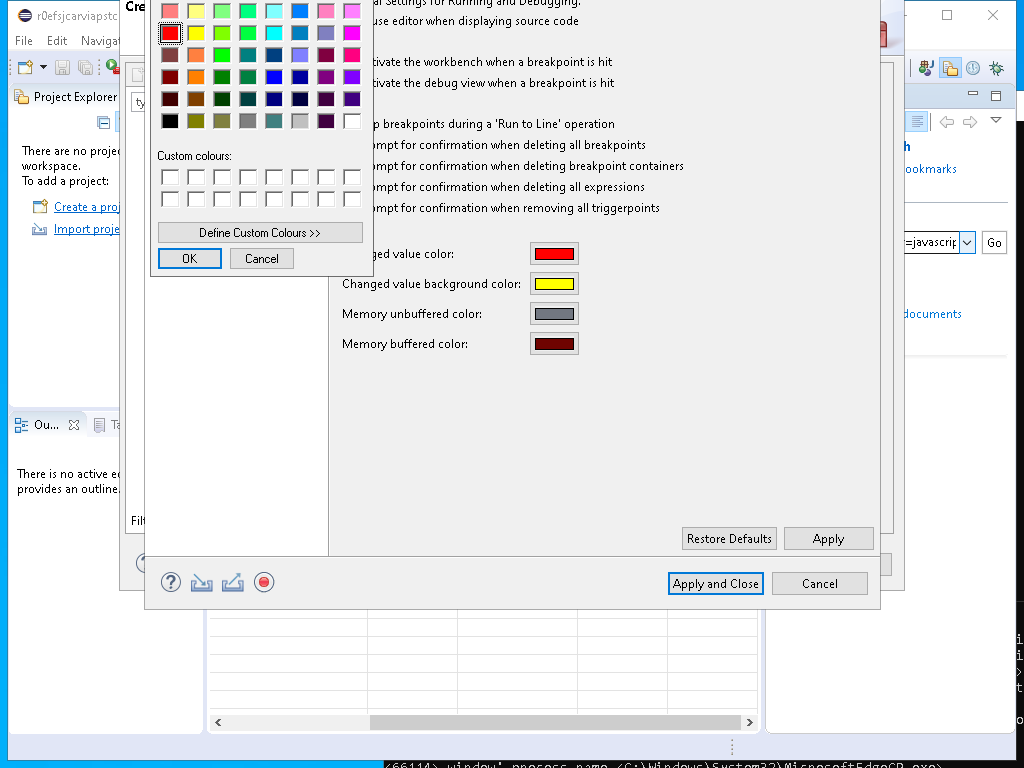 r0efsjcarviapstc
Cre
File Edit Navigat
al Settings for Running and Debugging.
use editor when displaying source code
tivate the workbench when a breakpoint is hit
tivate the debug view when a breakpoint is hit
p breakpoints during a 'Run to Line' operation
ompt for confirmation when deleting all breakpoints
ompt for confirmation when deleting breakpoint containers
ompt for confirmation when deleting all expressions
ompt for confirmation when removing all triggerpoints
Project Explorer
ty
There are no proje
workspace.
To add a project:
Create a proj
Import proje
Custom colours:
Define Custom Colours >>
OK Cancel
ged value color:
Changed value background color:
Memory unbuffered color:
Memory buffered color:
h
ookmarks
=javascrip Go
documents
Ou... Ta
There is no active ed
provides an outline.
Filt
Restore Defaults Apply
Apply and Close Cancel
<66114> window' process name <C:\Windows\System32\MicrosoftEdgeCP.exe>